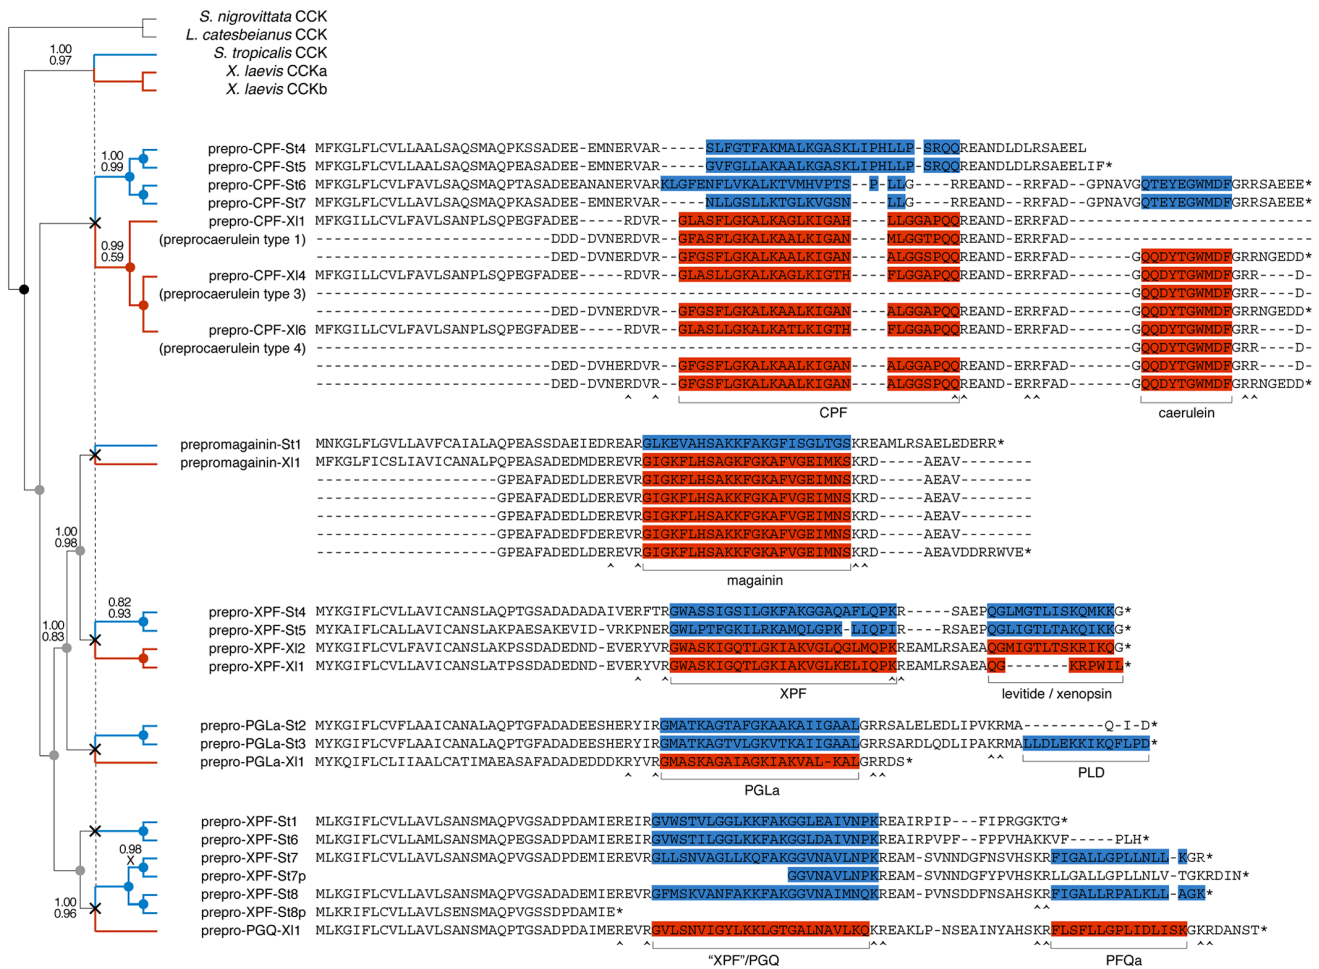 S. nigrovittata CCK
L. catesbeianus CCK
1.00
0.97
S. tropicalis CCK
X. laevis CCKa
X. laevis CCKb
1.00
0.99
prepro-CPF-St4 MFKGLFLCVLLAALSAQSMAQPKSSADEE-EMNERVAR-----SLFGTFAKMALKGASKLIPHLLP-SRQQREANDLDLRSAEEL
prepro-CPF-St5 MFKGLFLCVLLAVLSAQSMAQPKASADEE-EMNERVAR-----GVFGLLAKAALKGASKLIPHLLP-SRQQREANDLDLRSAEELIF*
prepro-CPF-St6 MFKGLFLCVLLAVLSAQSMAQPTASADEEANANERVARKLGFENFLVKALKTVMHVPTS--P-LLG-----RREAND--RRFAD--GPNAVGQTEYEGWMDFGRRSAEEE*
prepro-CPF-St7 MFKGLFLCVLLAVLSAQSMAQPKASADEE-EMNERVAR-----NLLGSLLKTGLKVGSN----LLG-----RREAND--RRFAD--GPNAVGQTEYEGWMDFGRRSAEEE*
0.99
0.59
prepro-CPF-Xl1 MFKGLFLCVLFAVLSANPLSQPEGFADEE-----RDVR--GLASFLGKALKAGLKIGAH----LLGGAPQQREAND-ERRFAD---------------------------
(preprocaerulein type 1) --------------------------DDD-DVNERDVR--GFASFLGKALKAALKIGAN----MLGGTPQQREAND-ERRFAD---------------------------
--------------------------DED-DVNERDVR--GFGSFLGKALKAALKIGAN----ALGGSPQQREAND-ERRFAD-------GQQDYTGWMDFGRRNGEDD*
prepro-CPF-Xl4 MFKGILLCVLFAVLSANPLSQPEGFADEE-----RDVR--GLASLLGKALKAGLKIGTH----FLGGAPQQREAND-ERRFAD-------GQQDYTGWMDFGRR----D-
(preprocaerulein type 3) ------------------------------------------------------------------------------------------GQQDYTGWMDFGRR----D-
--------------------------DED-DVNERDVR--GFGSFLGKALKAALKIGAN----ALGGAPQQREAND-ERRFAD-------GQQDYTGWMDFGRRNGEDD*
prepro-CPF-Xl6 MFKGILLCVLFAVLSANPLSQPEGFADEE-----RDVR--GLASLLGKALKATLKIGTH----FLGGAPQQREAND-ERRFAD-------GQQDYTGWMDFGRR----D-
(preprocaerulein type 4) ------------------------------------------------------------------------------------------GQQDYTGWMDFGRR----D-
--------------------------DED-DVHERDVR--GFGSFLGKALKAALKIGAN----ALGGAPQQREAND-ERRFAD-------GQQDYTGWMDFGRR----D-
--------------------------DED-DVNERDVR--GFGSFLGKALKAALKIGAN----ALGGSPQQREAND-ERRFAD-------GQQDYTGWMDFGRRNGEDD*
CPF caerulein
prepromagainin-St1 MNKGLFLGVLLAVFCAIALAQPEASSDAEIEDREARGLKEVAHSAKKFAKGFISGLTGSKREAMLRSAELEDERR*
prepromagainin-Xl1 MFKGLFICSLIAVICANALPQPEASADEDMDEREVRGIGKFLHSAGKFGKAFVGEIMKSKRD-----AEAV--------
--------------------GPEAFADEDLDEREVRGIGKFLHSAKKFGKAFVGEIMNSKRD-----AEAV--------
--------------------GPEAFADEDLDEREVRGIGKFLHSAKKFGKAFVGEIMNSKRD-----AEAV--------
--------------------GPEAFADEDLDEREVRGIGKFLHSAKKFGKAFVGEIMNSKRD-----AEAV--------
--------------------GPEAFADEDFDEREVRGIGKFLHSAKKFGKAFVGEIMNSKRD-----AEAV--------
--------------------GPEAFADEDLDEREVRGIGKFLHSAKKFGKAFVGEIMNSKRD-----AEAVDDRRWVE*
magainin
1.00
0.98
0.82
0.93
prepro-XPF-St4 MYKGIFLCVLLAVICANSLAQPTGSADADADAIVERFTRGWASSIGSILGKFAKGGAQAFLQPKR-----SAEPQGLMGTLISKQMKKG*
1.00
0.83
prepro-XPF-St5 MYKAIFLCALLAVICANSLAKPAESAKEVID-VRKPNERGWLPTFGKILRKAMQLGPK-LIQPIR-----RSAEPQGLIGTLTAKQIKKG*
prepro-XPF-Xl2 MYKGIFLCVLLAVICANSLATPSSDADEDND-EVERYVRGWASKIGQTLGKIAKVGLQGLMQPKREAMLRSAEAQGMIGTLTSKRIKQG*
prepro-XPF-Xl1 MYKGIFLCVLLAVICANSLATPSSDADEDND-EVERYVRGWASKIGQTLGKIAKVGLKELIQPKREAMLRSAEAQG-------KRPWIL*
XPF levitide / xenopsin
prepro-PGLa-St2 MYKGIFLCVFLAAICANALAQPTGSADADEESHERYIRGMATKAGTAFGKAAKAIIGAALGRRSALELEDLIPVKRMA---------Q-I-D*
prepro-PGLa-St3 MYKGLFLCVFLAAICANALAQPTGFADADEESHERYIRGMATKAGTVLGKVTKAIIGAALGRRSARDLQDLIPAKRMALLDLEKKIKQFLPD*
prepro-PGLa-Xl1 MYKQIFLCLIIAALCATIMAEASAFADADEDDDKRYVRGMASKAGAIAGKIAKVAL-KALGRRDS*
PGLa PLD
prepro-XPF-St1 MLKGIFLCVLLAVLSANSMAQPVGSADPDAMIEREIRGVWSTVLGGLKKFAKGGLEAIVNPKREAIRPIP--FIPRGGKTG*
prepro-XPF-St6 MLKGIFLCVLLAMLSANSMAQPVGSADPDAMIEREIRGVWSTILGGLKKFAKGGLEAIVNPKREAIRPVPF-FPPVHAKKVF-----PLH*
0.98
prepro-XPF-St7 MLKGIFLCVLLAVLSANSMAQPVGSADPDEMIEREVRGLLSNVAGLLKQFAKGGVNAVLNPKREAM-SVNNDGFNSVHSKRFIGALLGPLLNLL-KGR*
X
prepro-XPF-St7p GGVNAVLNPKREAM-SVNNDGFYPVHSKRLLGALLGPLLNLV-TGKRDIN*
prepro-XPF-St8 MLKGIFLCVLLAVLSANSMAQPVGSADADEMIEREVRGFMSKVANFAKKFAKGGVNAIMNQKREAM-PVNSDDFNSAHSKRFIGALLRPALKLL-AGK*
1.00
0.96
prepro-XPF-St8p MLKRIFLCVLLAVLSENSMAQPVGSSDPDAMIE*
prepro-PGQ-Xl1 MLKGIFLCVLLAVLSANSMAQPVGSADPDAIMEREVRGVLSNVIGYLKKLGTGALNAVLKQKREAKLP-NSEAINYAHSKRFLSFLLGPLIDLISKGKRDANST*
"XPF"/PGQ PFQa